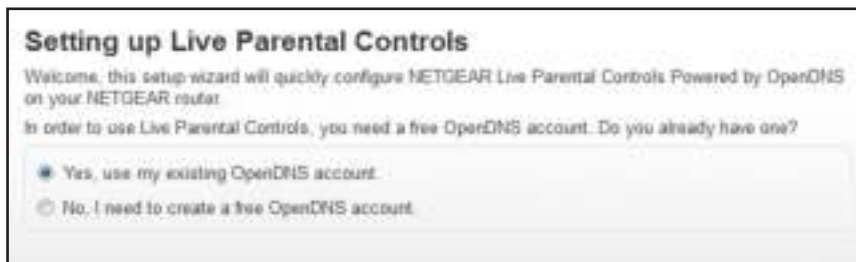 Setting up Live Parental Controls
Welcome, this setup wizard will quickly configure NETGEAR Live Parental Controls Powered by OpenDNS
on your NETGEAR router.
In order to use Live Parental Controls, you need a free OpenDNS account. Do you already have one?
Yes, use my existing OpenDNS account.
No, I need to create a free OpenDNS account.